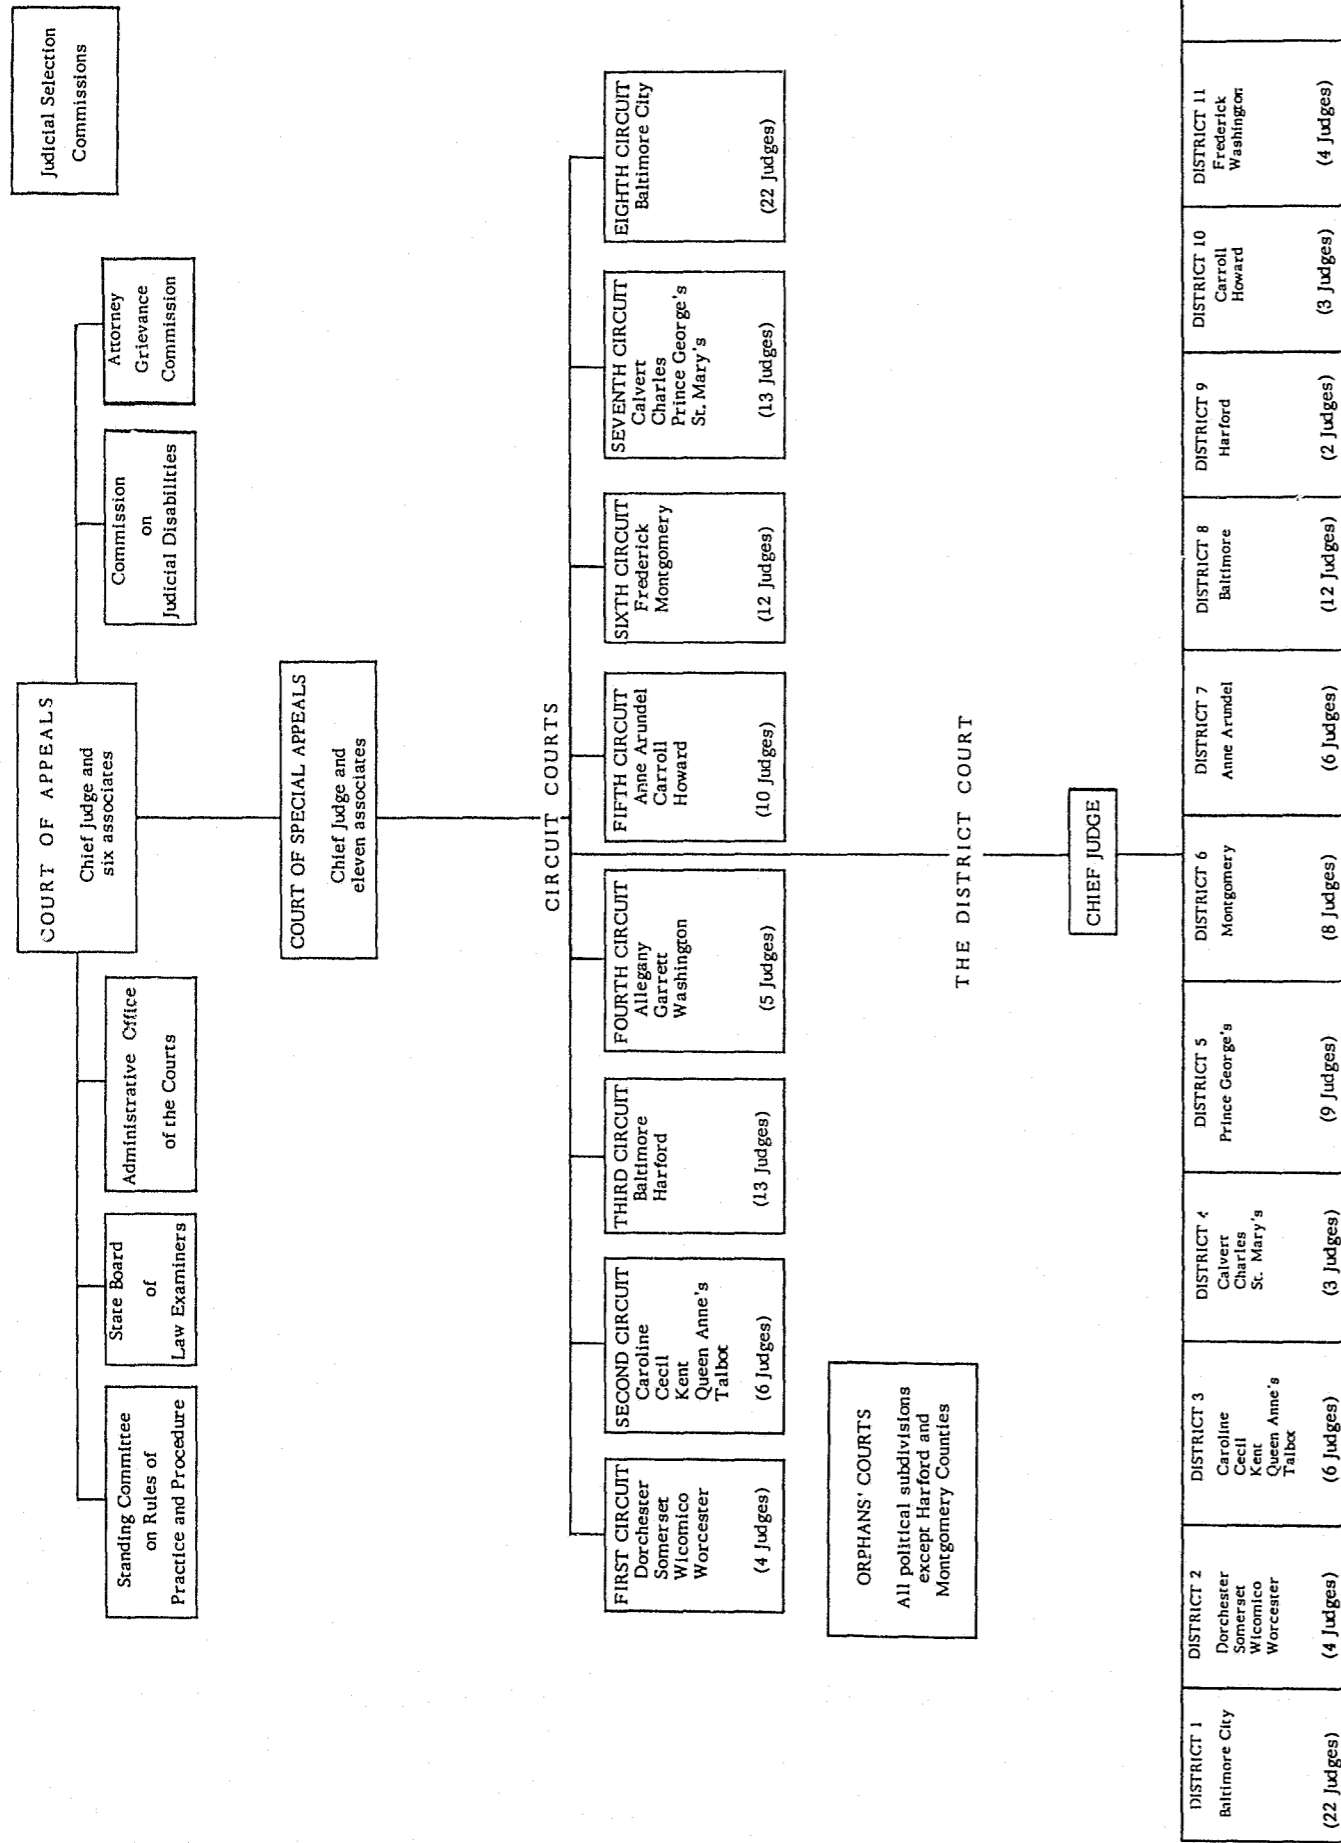 Judicial Selection
Commissions
COURT OF APPEALS
Chief Judge and
six associates
Standing Committee
on Rules of
Practice and Procedure
State Board
of
Law Examiners
Administrative Office
of the Courts
Commission
on
Judicial Disabilities
Attorney
Grievance
Commission
COURT OF SPECIAL APPEALS
Chief Judge and
eleven associates
CIRCUIT COURTS
FIRST CIRCUIT
Dorchester
Somerset
Wicomico
Worcester
(4 Judges)
SECOND CIRCUIT
Caroline
Cecil
Kent
Queen Anne's
Talbot
(6 Judges)
THIRD CIRCUIT
Baltimore
Harford
(13 Judges)
FOURTH CIRCUIT
Allegany
Garrett
Washington
(5 Judges)
FIFTH CIRCUIT
Anne Arundel
Carroll
Howard
(10 Judges)
SIXTH CIRCUIT
Frederick
Montgomery
(12 Judges)
SEVENTH CIRCUIT
Calvert
Charles
Prince George's
St. Mary's
(13 Judges)
EIGHTH CIRCUIT
Baltimore City
(22 Judges)
ORPHANS' COURTS
All political subdivisions
except Harford and
Montgomery Counties
THE DISTRICT COURT
CHIEF JUDGE
DISTRICT 1
Baltimore City
(22 Judges)
DISTRICT 2
Dorchester
Somerset
Wicomico
Worcester
(4 Judges)
DISTRICT 3
Caroline
Cecil
Kent
Queen Anne's
Talbot
(6 Judges)
DISTRICT 4
Calvert
Charles
St. Mary's
(3 Judges)
DISTRICT 5
Prince George's
(9 Judges)
DISTRICT 6
Montgomery
(8 Judges)
DISTRICT 7
Anne Arundel
(6 Judges)
DISTRICT 8
Baltimore
(12 Judges)
DISTRICT 9
Harford
(2 Judges)
DISTRICT 10
Carroll
Howard
(3 Judges)
DISTRICT 11
Frederick
Washington
(4 Judges)